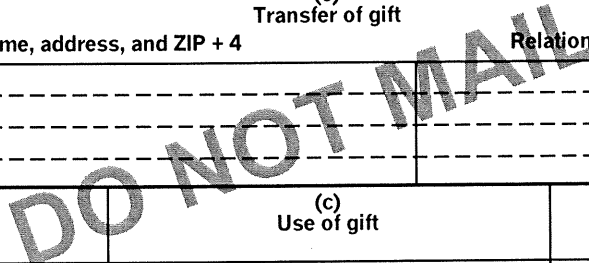 Transfer of gift
me, address, and ZIP + 4 Relation
DO NOT MAIL
(c)
Use of gift